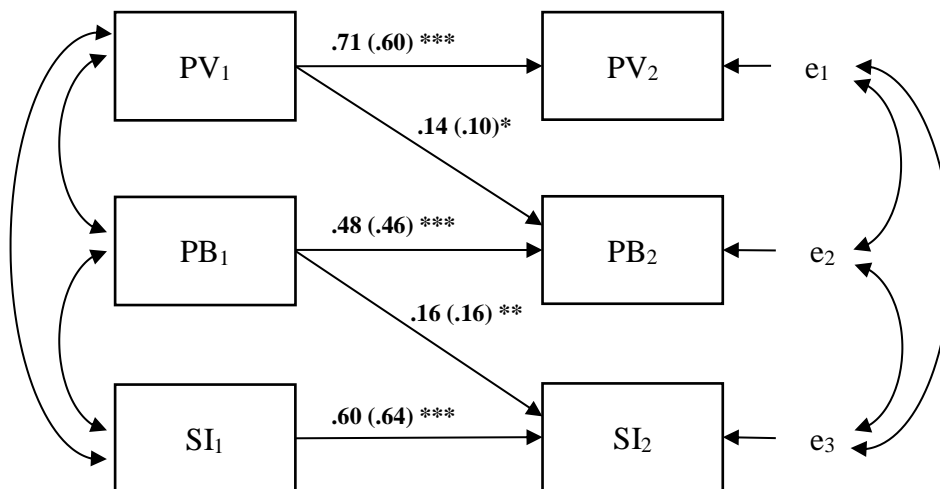 .71 (.60) ***
PV₁ PV₂ e₁
.14 (.10)*
.48 (.46) ***
PB₁ PB₂ e₂
.16 (.16) **
.60 (.64) ***
SI₁ SI₂ e₃